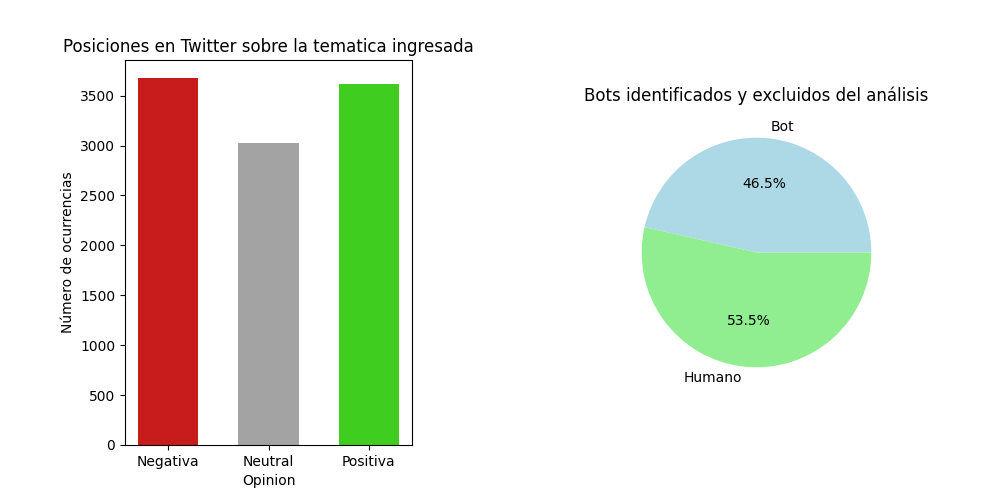 Posiciones en Twitter sobre la tematica ingresada
Número de ocurrencias
3500
3000
2500
2000
1500
1000
500
0
Negativa
Neutral
Positiva
Opinion
Bots identificados y excluidos del análisis
Bot
46.5%
53.5%
Humano